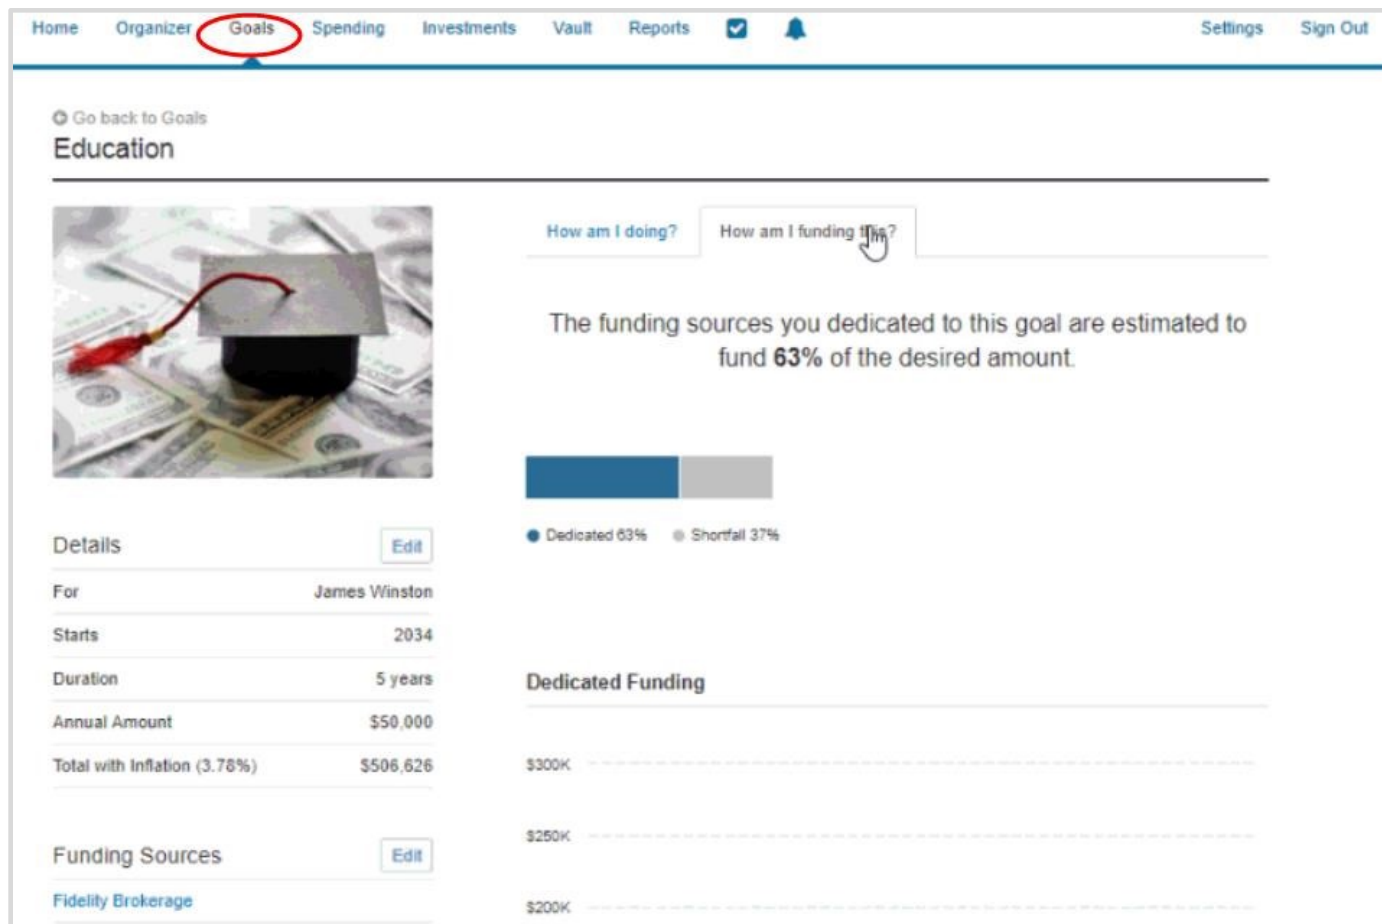 Home Organizer Goals Spending Investments Vault Reports Settings Sign Out
Go back to Goals
Education
How am I doing? How am I funding this?
The funding sources you dedicated to this goal are estimated to
fund 63% of the desired amount.
Dedicated 63% Shortfall 37%
Details Edit
For James Winston
Starts 2034
Duration 5 years
Annual Amount $50,000
Total with Inflation (3.78%) $506,626
Funding Sources Edit
Fidelity Brokerage
Dedicated Funding
$300K
$250K
$200K